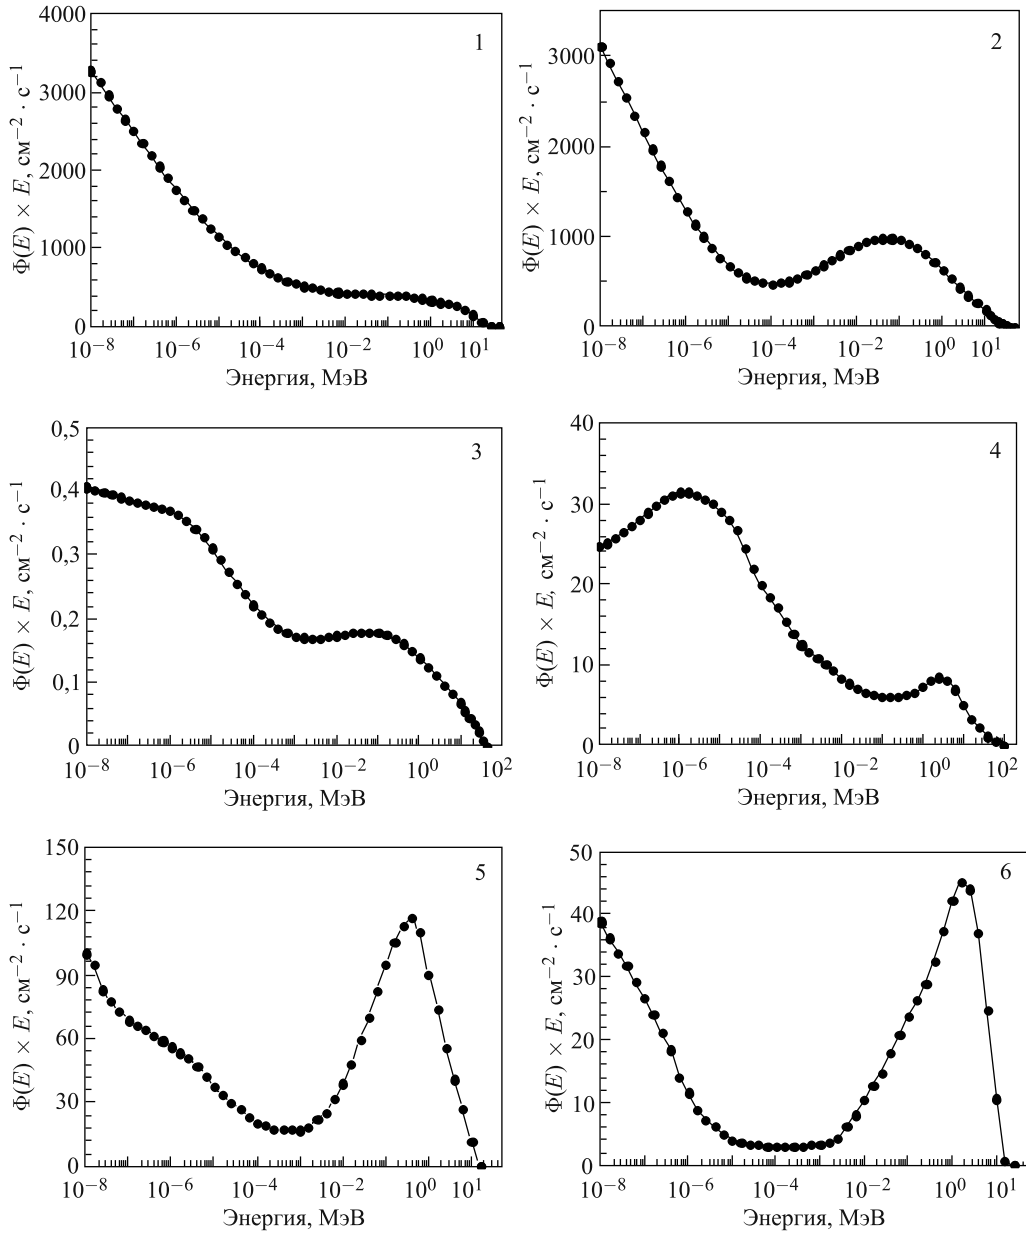 4000
3000
2000
1000
0
Φ(E) × E, см⁻² · с⁻¹
1
10⁻⁸ 10⁻⁶ 10⁻⁴ 10⁻² 10⁰ 10¹
Энергия, МэВ
3000
2000
1000
0
Φ(E) × E, см⁻² · с⁻¹
2
10⁻⁸ 10⁻⁶ 10⁻⁴ 10⁻² 10⁰ 10¹
Энергия, МэВ
0,5
0,4
0,3
0,2
0,1
0
Φ(E) × E, см⁻² · с⁻¹
3
10⁻⁸ 10⁻⁶ 10⁻⁴ 10⁻² 10⁰ 10²
Энергия, МэВ
40
30
20
10
0
Φ(E) × E, см⁻² · с⁻¹
4
10⁻⁸ 10⁻⁶ 10⁻⁴ 10⁻² 10⁰ 10²
Энергия, МэВ
150
120
90
60
30
0
Φ(E) × E, см⁻² · с⁻¹
5
10⁻⁸ 10⁻⁶ 10⁻⁴ 10⁻² 10⁰ 10¹
Энергия, МэВ
50
40
30
20
10
0
Φ(E) × E, см⁻² · с⁻¹
6
10⁻⁸ 10⁻⁶ 10⁻⁴ 10⁻² 10⁰ 10¹
Энергия, МэВ